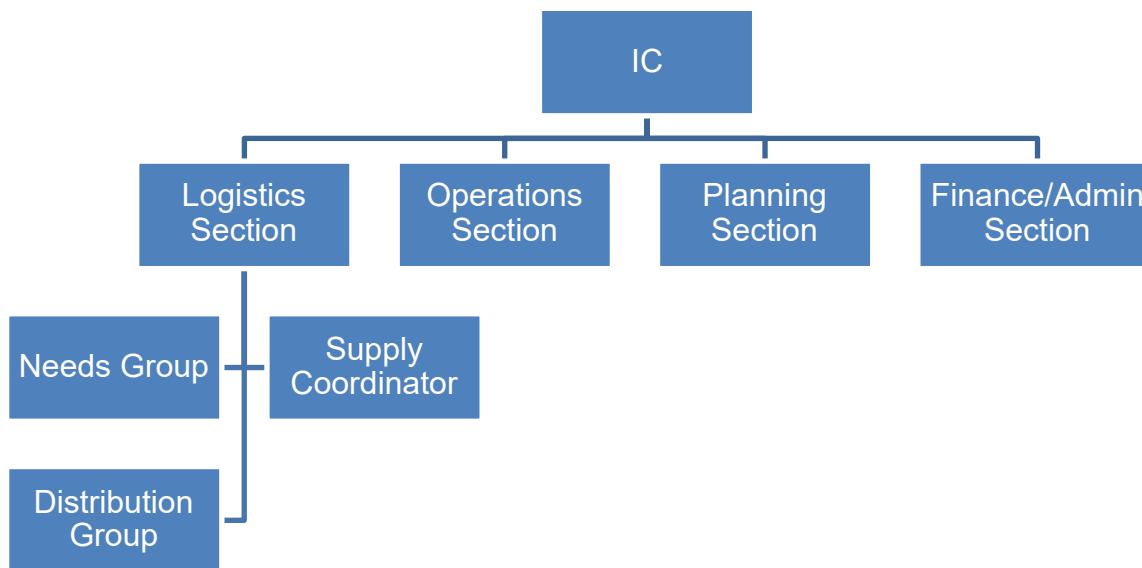 IC
Logistics
Section
Operations
Section
Planning
Section
Finance/Admin
Section
Needs Group
Supply
Coordinator
Distribution
Group